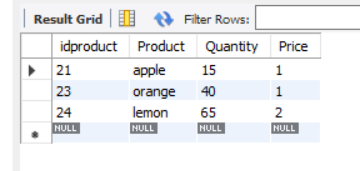 Result Grid Filter Rows:
idproduct Product Quantity Price
21 apple 15 1
23 orange 40 1
24 lemon 65 2
NULL NULL NULL NULL